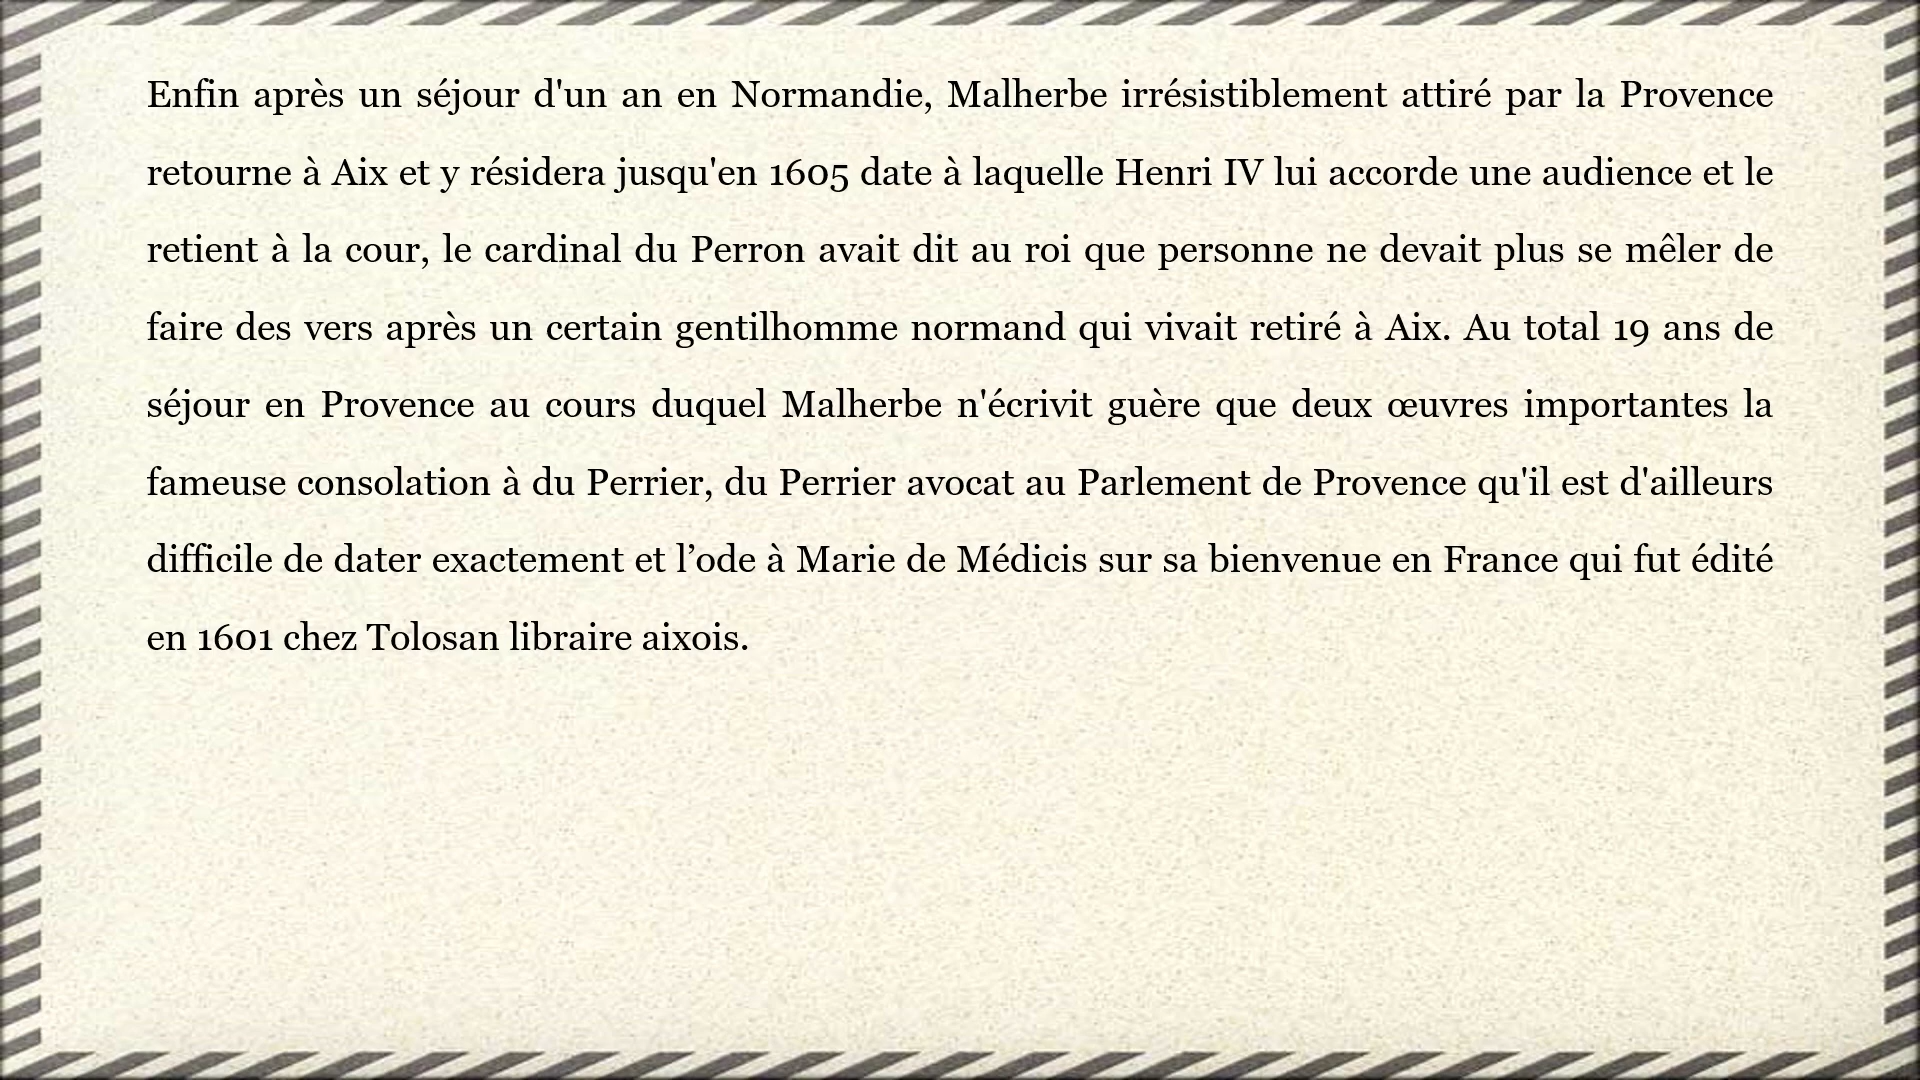 Enfin après un séjour d'un an en Normandie, Malherbe irrésistiblement attiré par la Provence
retourne à Aix et y résidera jusqu'en 1605 date à laquelle Henri IV lui accorde une audience et le
retient à la cour, le cardinal du Perron avait dit au roi que personne ne devait plus se mêler de
faire des vers après un certain gentilhomme normand qui vivait retiré à Aix. Au total 19 ans de
séjour en Provence au cours duquel Malherbe n'écrivit guère que deux œuvres importantes la
fameuse consolation à du Perrier, du Perrier avocat au Parlement de Provence qu'il est d'ailleurs
difficile de dater exactement et l’ode à Marie de Médicis sur sa bienvenue en France qui fut édité
en 1601 chez Tolosan libraire aixois.